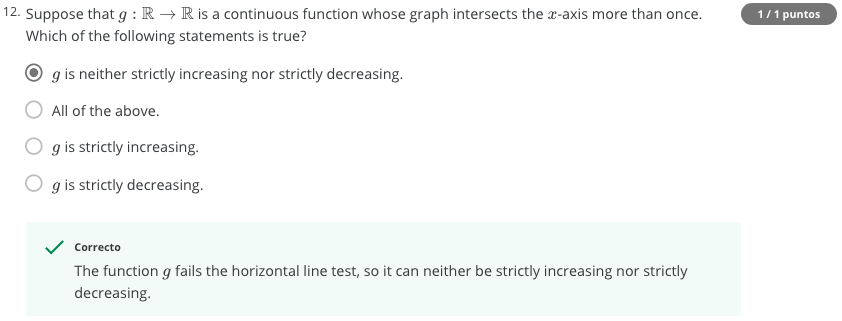 12. Suppose that g : ℝ → ℝ is a continuous function whose graph intersects the x-axis more than once. 1 / 1 puntos
Which of the following statements is true?
g is neither strictly increasing nor strictly decreasing.
All of the above.
g is strictly increasing.
g is strictly decreasing.
Correcto
The function g fails the horizontal line test, so it can neither be strictly increasing nor strictly
decreasing.